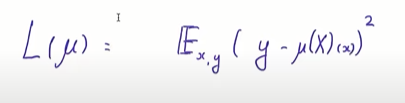 L(μ) = 𝔼x,y ( y - μ(X)(x) )²